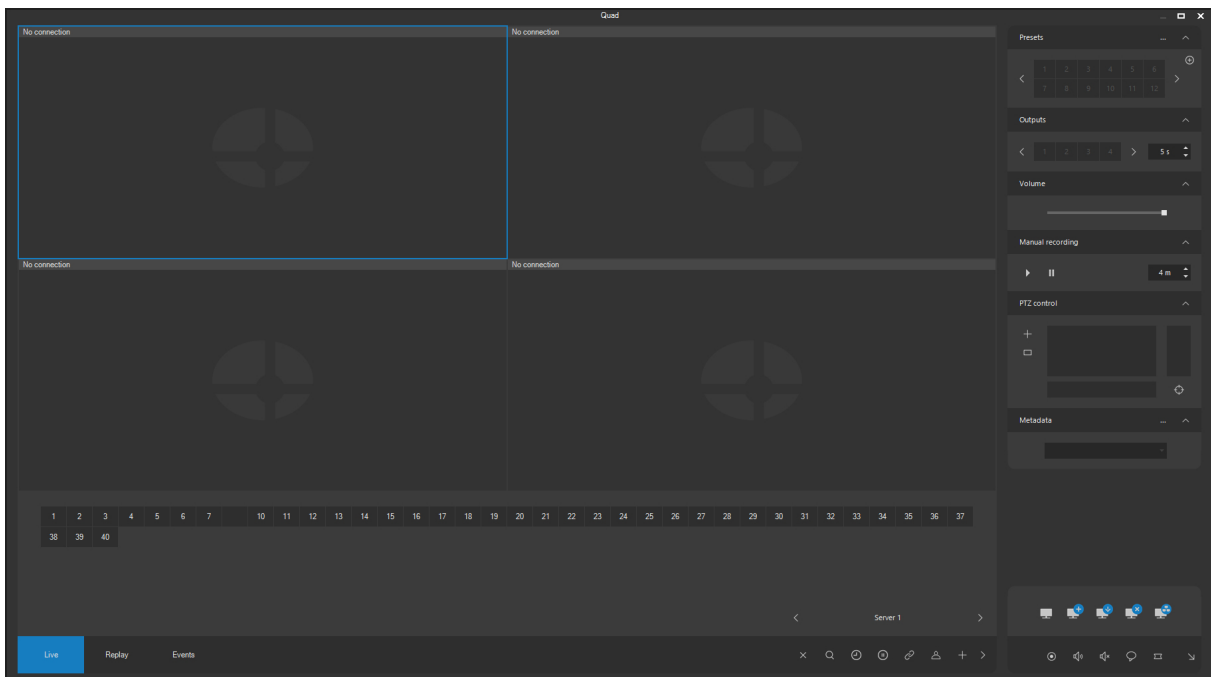 Quad
No connection
No connection
No connection
No connection
1 2 3 4 5 6 7 10 11 12 13 14 15 16 17 18 19 20 21 22 23 24 25 26 27 28 29 30 31 32 33 34 35 36 37
38 39 40
Server 1
Live Replay Events
Presets ...
1 2 3 4 5 6
7 8 9 10 11 12
Outputs
1 2 3 4 5 s
Volume
Manual recording
4 m
PTZ control
Metadata ...